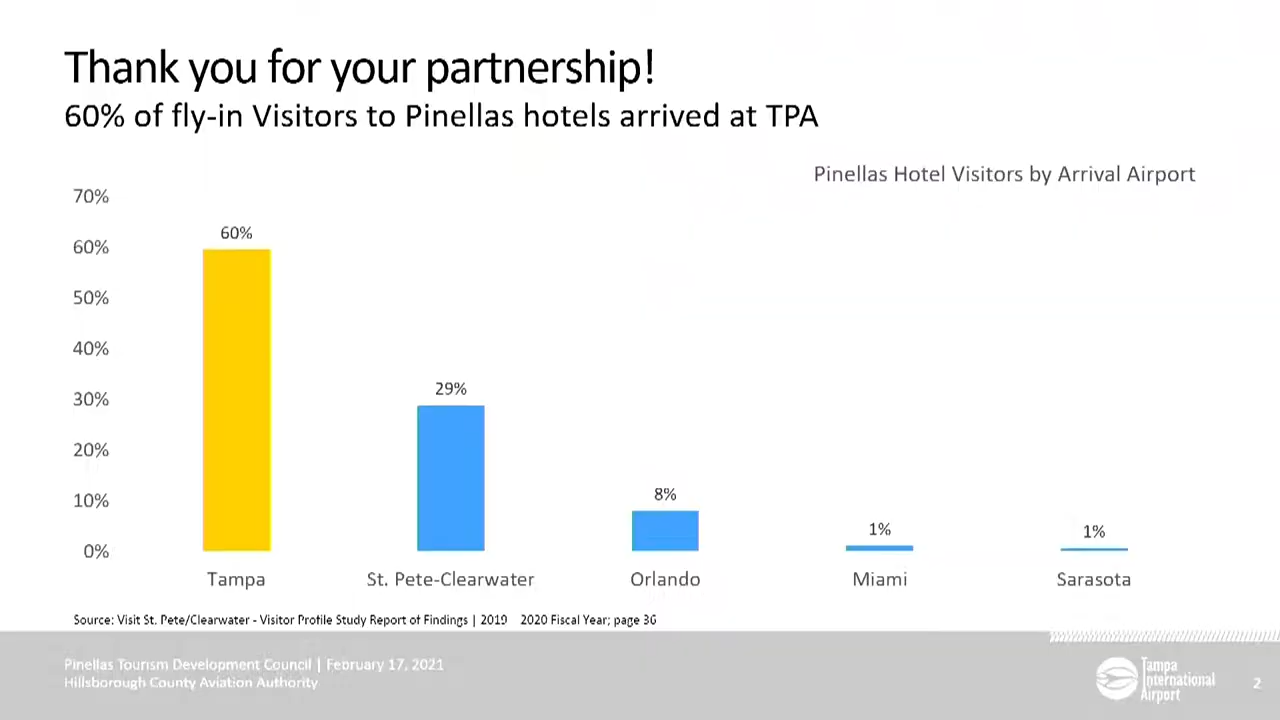 Thank you for your partnership!
60% of fly-in Visitors to Pinellas hotels arrived at TPA
Pinellas Hotel Visitors by Arrival Airport
70%
60%
50%
40%
30%
20%
10%
0%
60%
29%
8%
1%
1%
Tampa
St. Pete-Clearwater
Orlando
Miami
Sarasota
Source: Visit St. Pete/Clearwater - Visitor Profile Study Report of Findings | 2019 2020 Fiscal Year; page 36
Pinellas Tourism Development Council | February 17, 2021
Hillsborough County Aviation Authority
Tampa
International
Airport
2